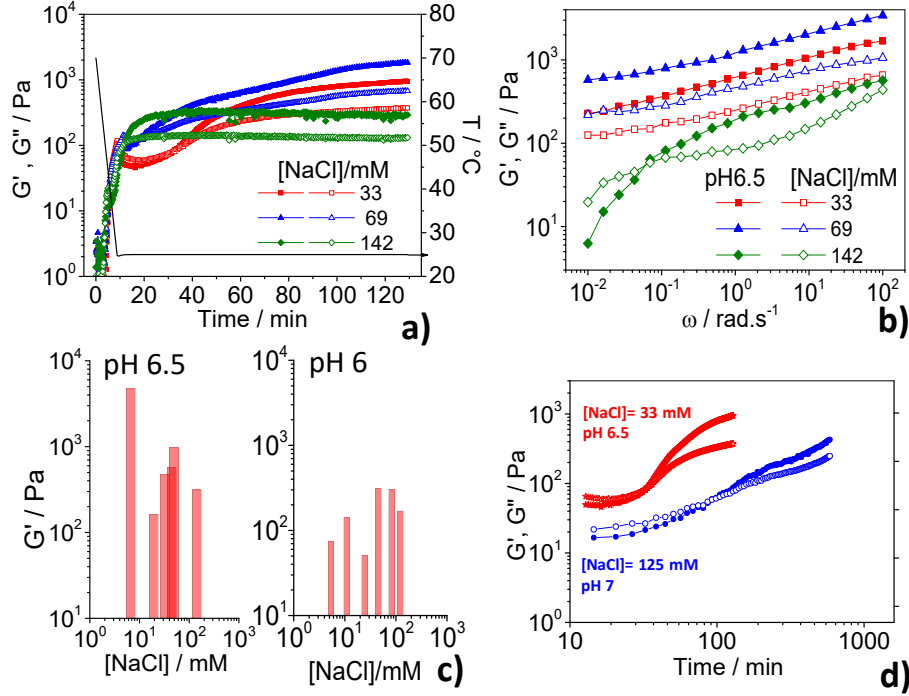 10⁴
10³
10²
10¹
10⁰
G', G'' / Pa
80
70
60
50
40
30
20
T / °C
[NaCl]/mM
33
69
142
0 20 40 60 80 100 120
Time / min
a)
10³
10²
10¹
G', G'' / Pa
pH6.5 [NaCl]/mM
33
69
142
10⁻² 10⁻¹ 10⁰ 10¹ 10²
ω / rad.s⁻¹
b)
pH 6.5
10⁴
10³
10²
10¹
G' / Pa
10⁰ 10¹ 10² 10³
[NaCl] / mM
pH 6
10⁴
10³
10²
10¹
10⁰ 10¹ 10² 10³
[NaCl]/mM
c)
[NaCl]= 33 mM
pH 6.5
[NaCl]= 125 mM
pH 7
10³
10²
10¹
10⁰
G', G'' / Pa
10 100 1000
Time / min
d)